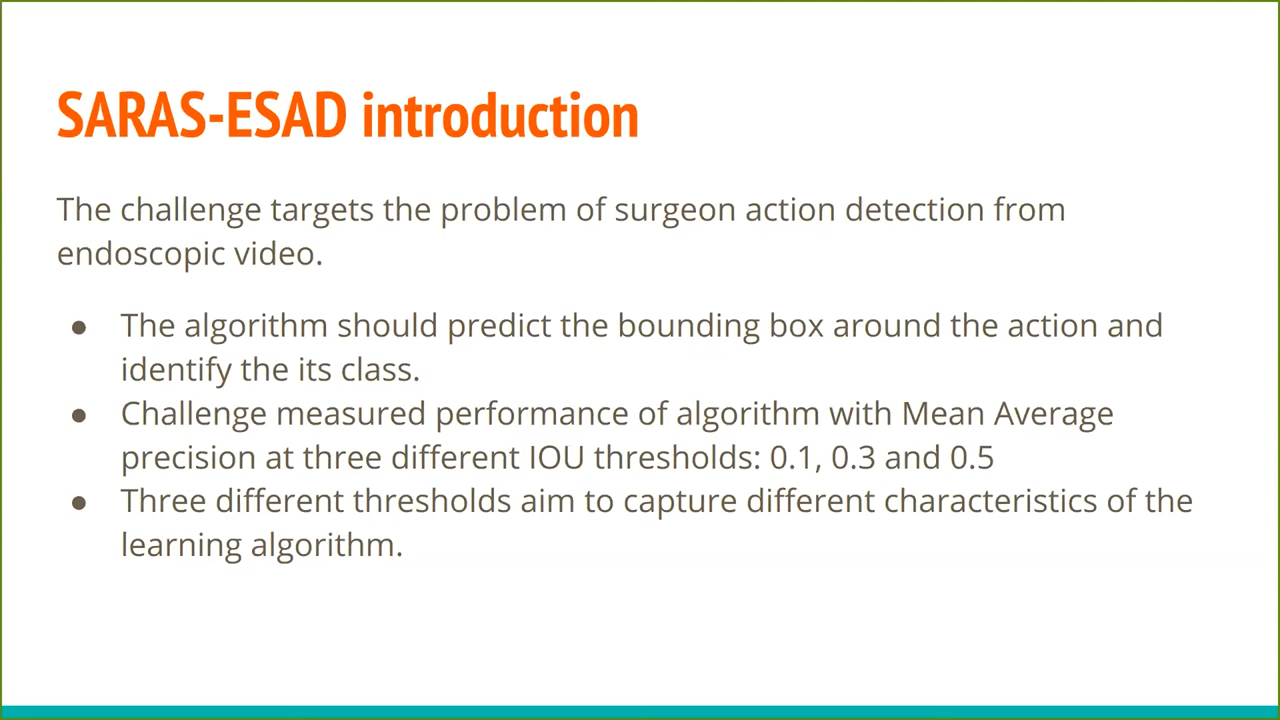 SARAS-ESAD introduction
The challenge targets the problem of surgeon action detection from
endoscopic video.
● The algorithm should predict the bounding box around the action and
identify the its class.
● Challenge measured performance of algorithm with Mean Average
precision at three different IOU thresholds: 0.1, 0.3 and 0.5
● Three different thresholds aim to capture different characteristics of the
learning algorithm.